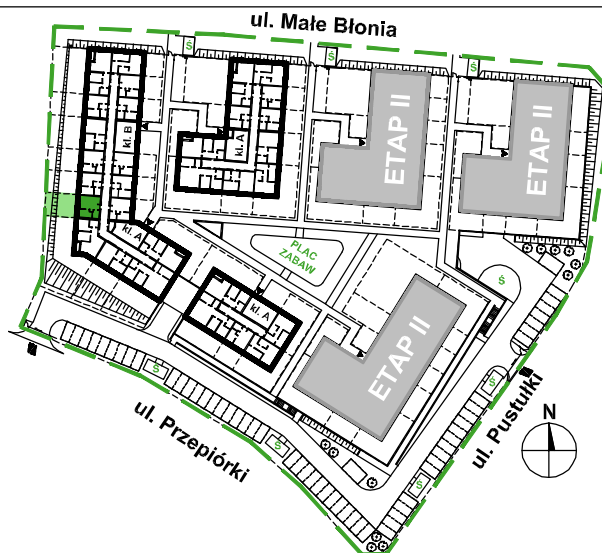 ul. Małe Błonia
Ś
Ś
Ś
kl. B
kl. A
ETAP II
ETAP II
kl. A
PLAC
ZABAW
Ś
kl. A
ETAP II
Ś
Ś
ul. Przepiórki
Ś
Ś
ul. Pustułki
N